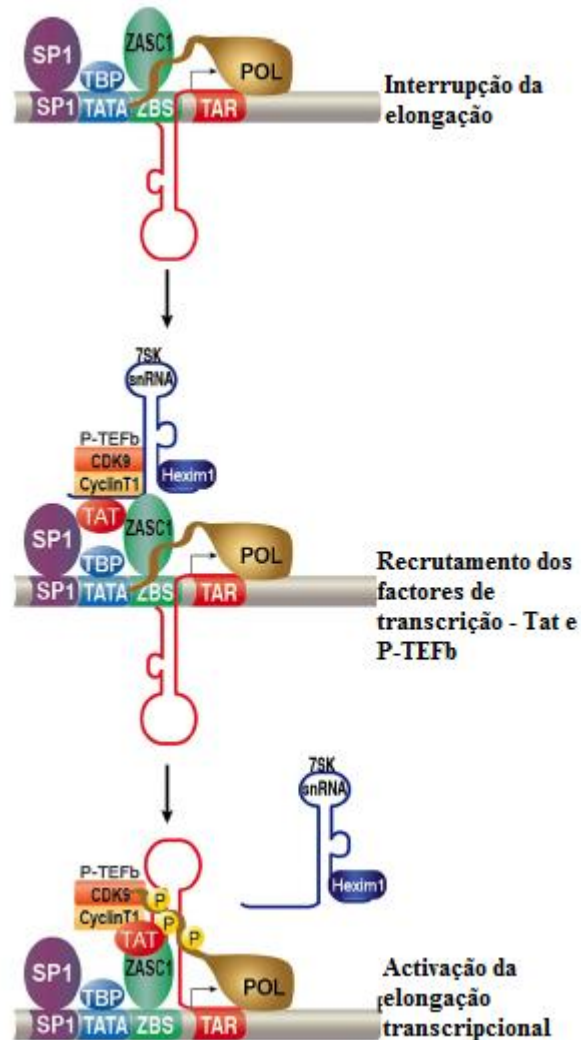 SP1
ZASC1
TBP
POL
SP1 TATA ZBS TAR
Interrupção da
elongação
7SK
snRNA
P-TEFb
CDK9
CyclinT1
Hexim1
TAT
SP1
ZASC1
TBP
POL
SP1 TATA ZBS TAR
Recrutamento dos
factores de
transcrição - Tat e
P-TEFb
7SK
snRNA
Hexim1
P-TEFb
CDK9
P
CyclinT1
P
P
TAT
SP1
ZASC1
TBP
POL
SP1 TATA ZBS TAR
Activação da
elongação
transcripcional